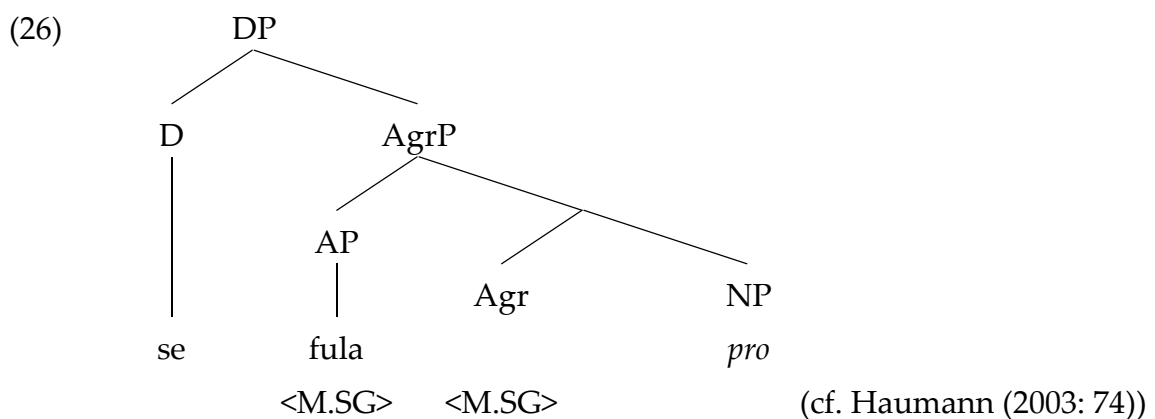 (26) DP
D AgrP
AP
Agr NP
se fula pro
<M.SG> <M.SG> (cf. Haumann (2003: 74))